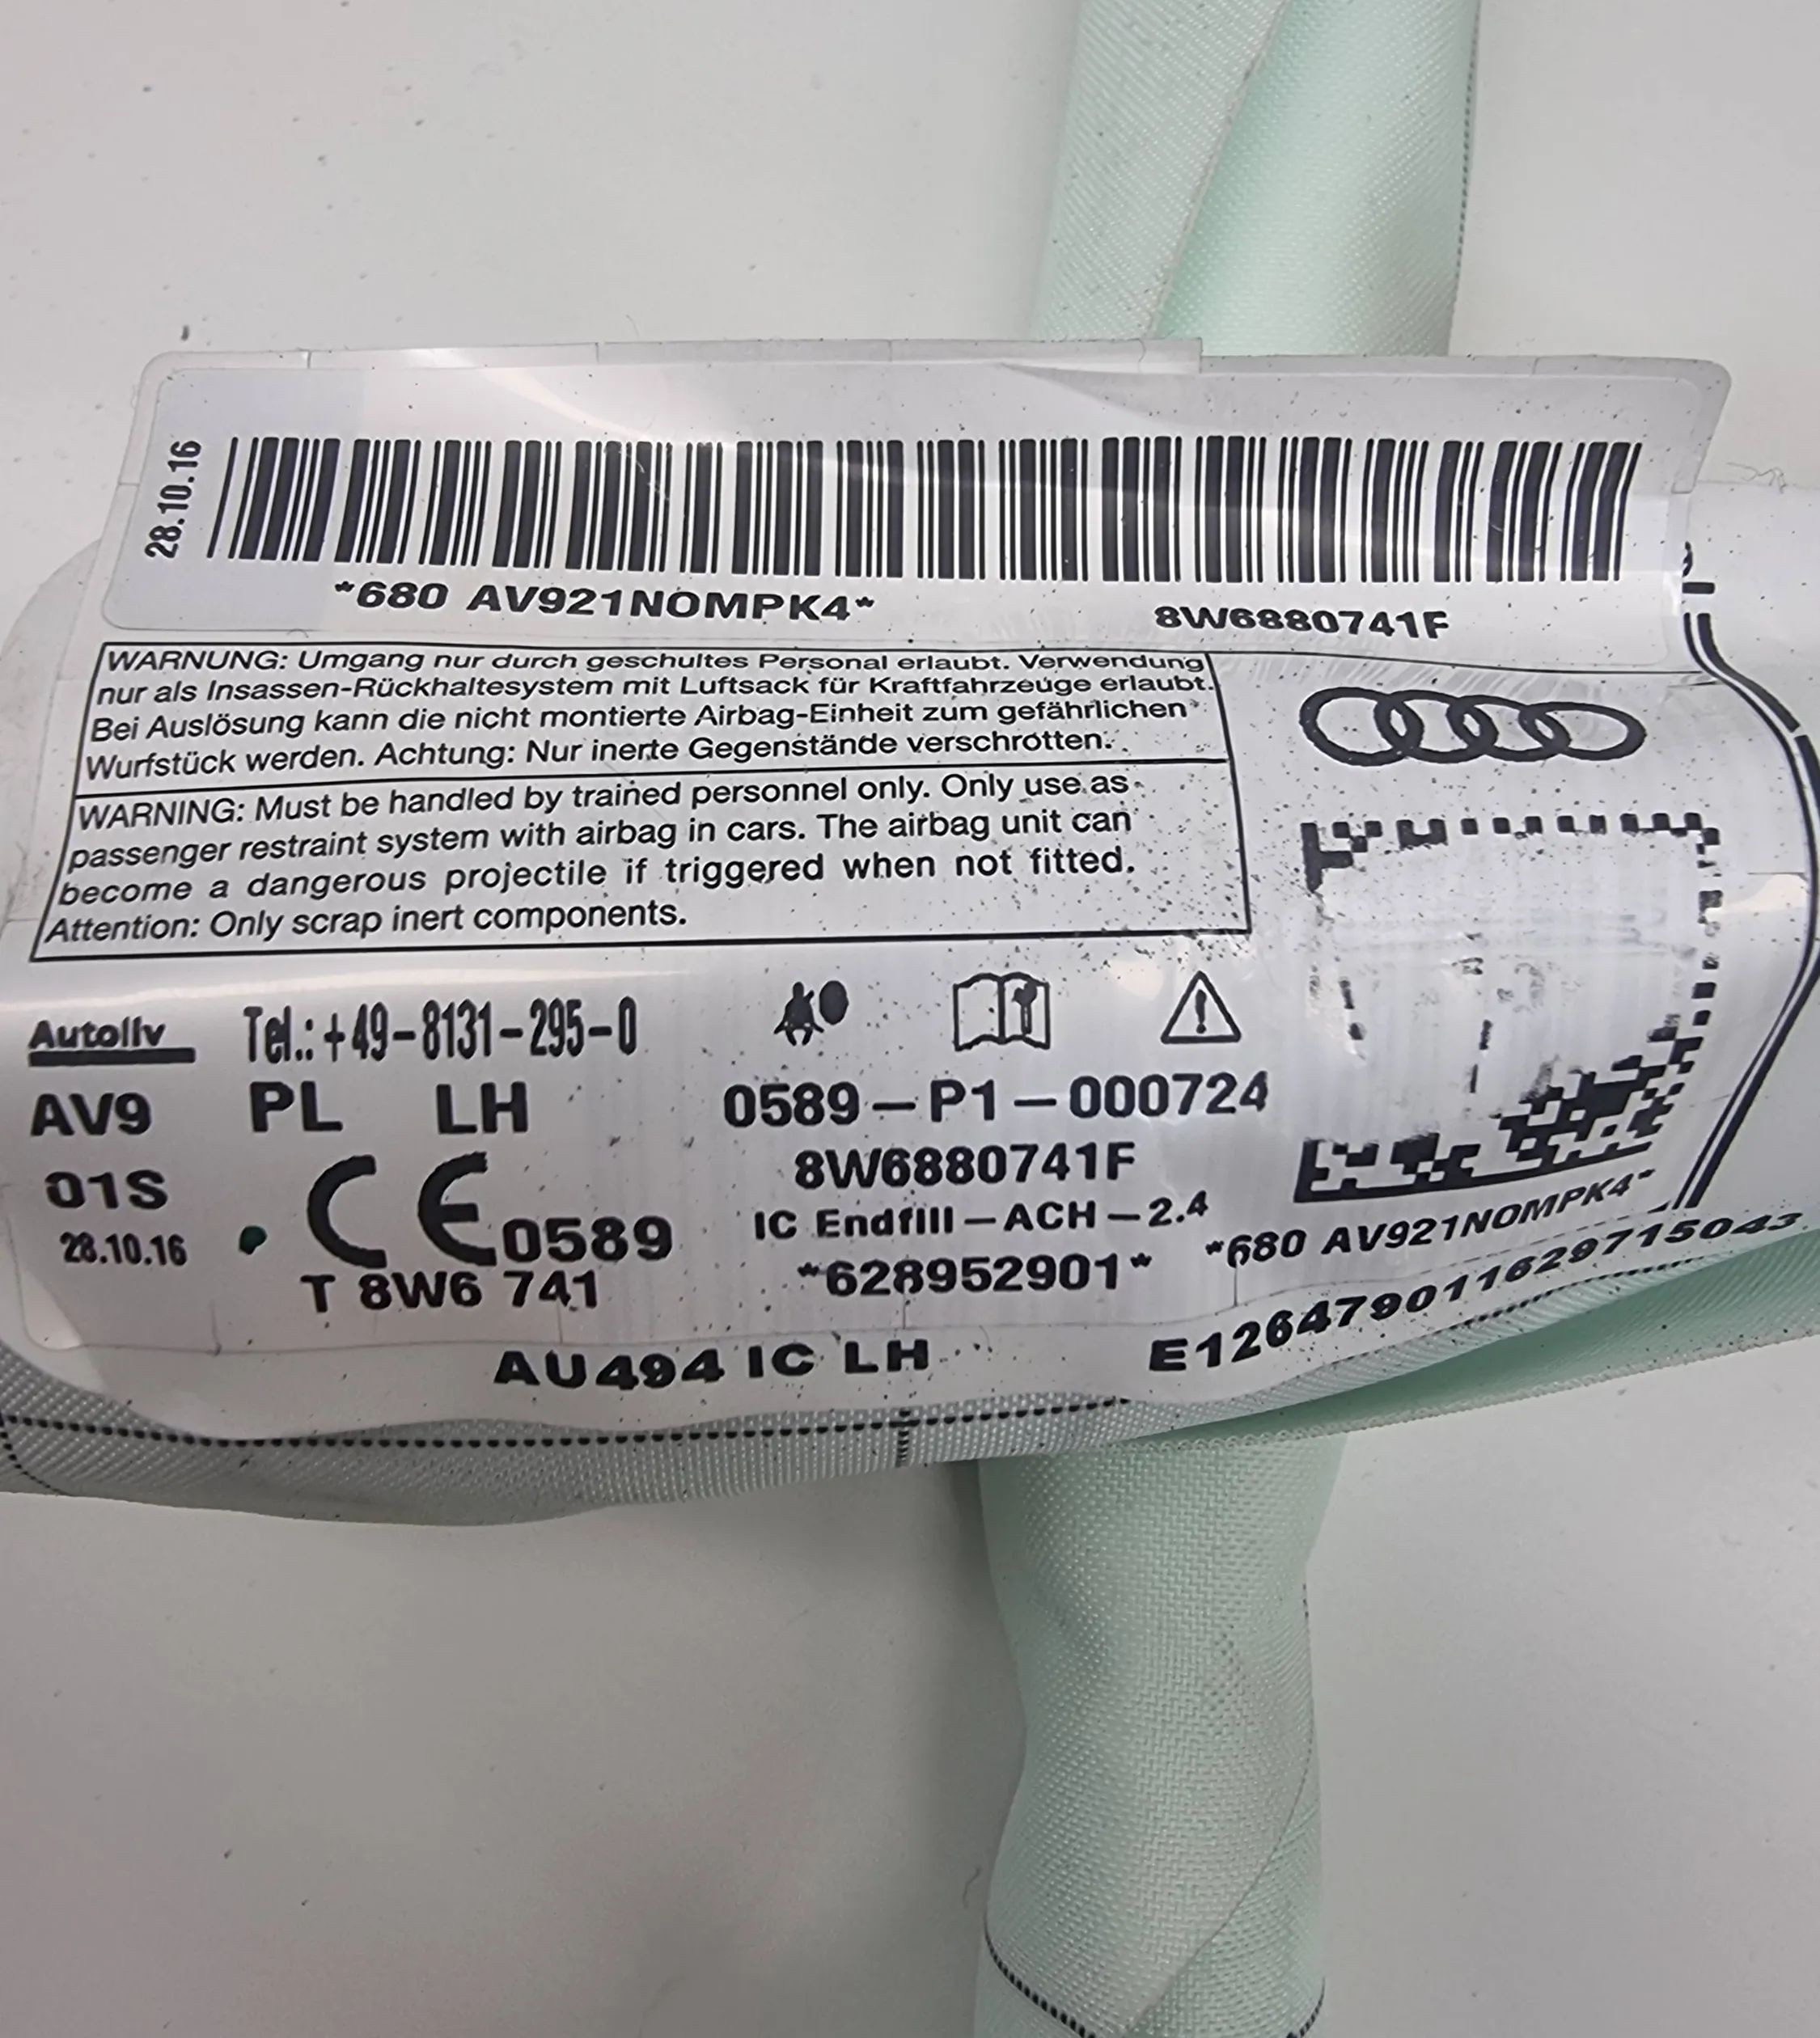 28.10.16
*680 AV921NOMPK4*
8W6880741F
WARNUNG: Umgang nur durch geschultes Personal erlaubt. Verwendung
nur als Insassen-Rückhaltesystem mit Luftsack für Kraftfahrzeuge erlaubt.
Bei Auslösung kann die nicht montierte Airbag-Einheit zum gefährlichen
Wurfstück werden. Achtung: Nur inerte Gegenstände verschrotten.
WARNING: Must be handled by trained personnel only. Only use as
passenger restraint system with airbag in cars. The airbag unit can
become a dangerous projectile if triggered when not fitted.
Attention: Only scrap inert components.
Autoliv Tel.: +49-8131-295-0
AV9 PL LH 0589-P1-000724
01S 8W6880741F
28.10.16 CE 0589 IC Endfill-ACH-2.4
T 8W6 741 *628952901* *680 AV921NOMPK4*
AU494 IC LH E126479011629715043